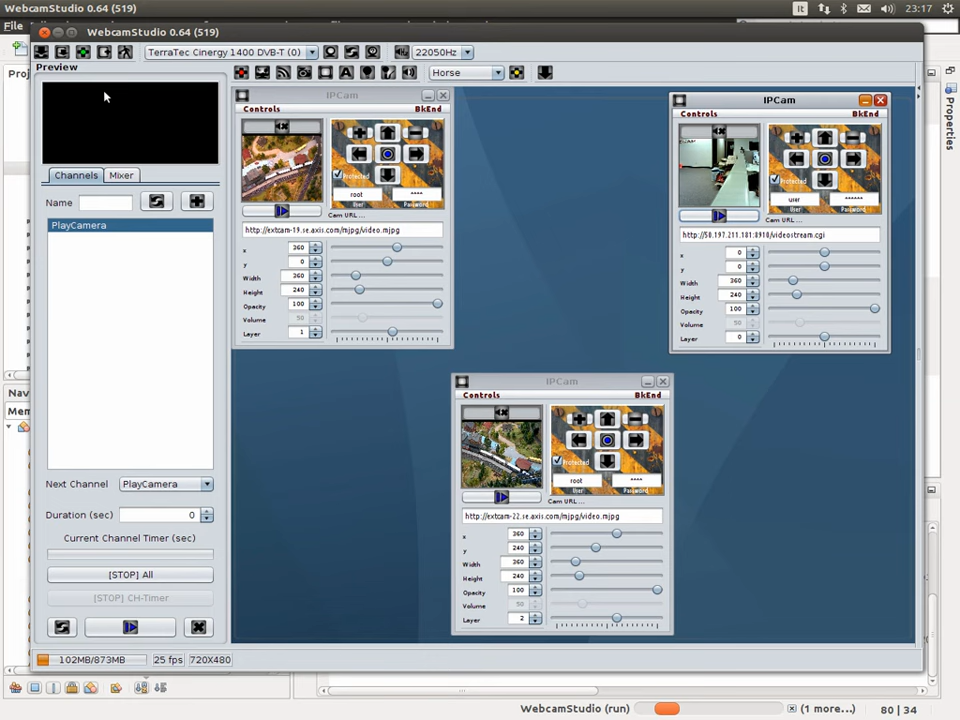 WebcamStudio 0.64 (519)
It
23:17
File
WebcamStudio 0.64 (519)
TerraTec Cinergy 1400 DVB-T (0)
22050Hz
Proj
Preview
Horse
Properties
Channels
Mixer
Name
PlayCamera
Next Channel
PlayCamera
Duration (sec)
0
Current Channel Timer (sec)
[STOP] All
[STOP] CH-Timer
102MB/873MB
25 fps
720X480
Nav
Mem
IPCam
Controls
BkEnd
Protected
root
****
User
Password
Cam URL ...
http://extcam-19.se.axis.com/mjpg/video.mjpg
x
360
y
0
Width
360
Height
240
Opacity
100
Volume
50
Layer
1
IPCam
Controls
BkEnd
Protected
user
******
User
Password
Cam URL ...
http://50.197.211.181:8910/videostream.cgi
x
0
y
0
Width
360
Height
240
Opacity
100
Volume
50
Layer
0
IPCam
Controls
BkEnd
Protected
root
****
User
Password
Cam URL ...
http://extcam-22.se.axis.com/mjpg/video.mjpg
x
360
y
240
Width
360
Height
240
Opacity
100
Volume
50
Layer
2
WebcamStudio (run)
(1 more...)
80 | 34